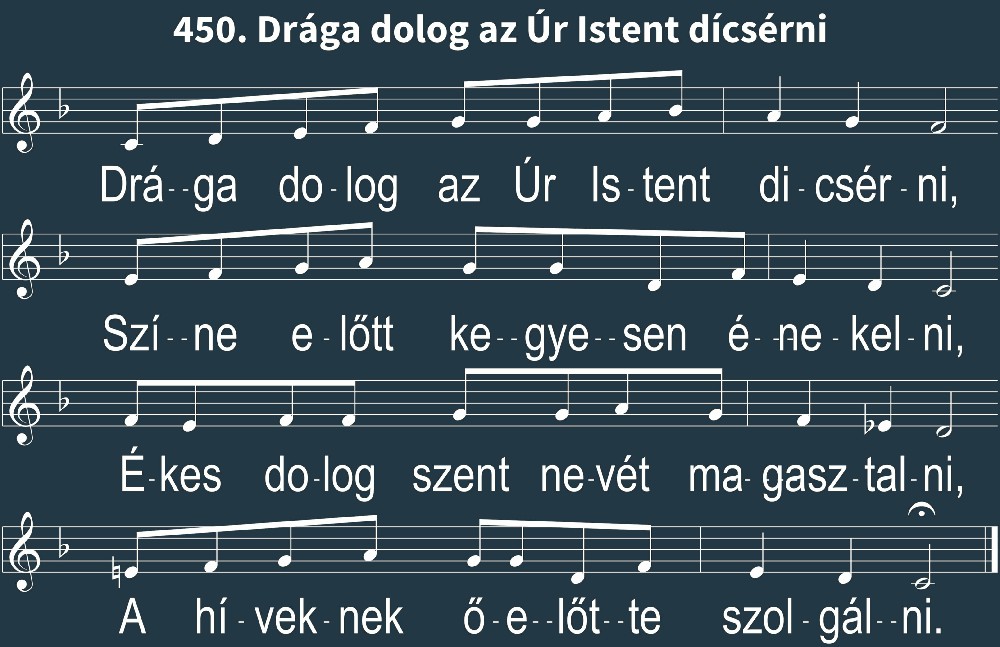 450. Drága dolog az Úr Istent dícsérni
Drá- -ga do-log az Úr Is-tent di-csér-ni,
Szí- -ne e-lőtt ke- -gye- -sen é- -ne-kel-ni,
É-kes do-log szent ne-vét ma-gasz-tal-ni,
A hí-vek-nek ő-e- -lőt- -te szol-gál- -ni.